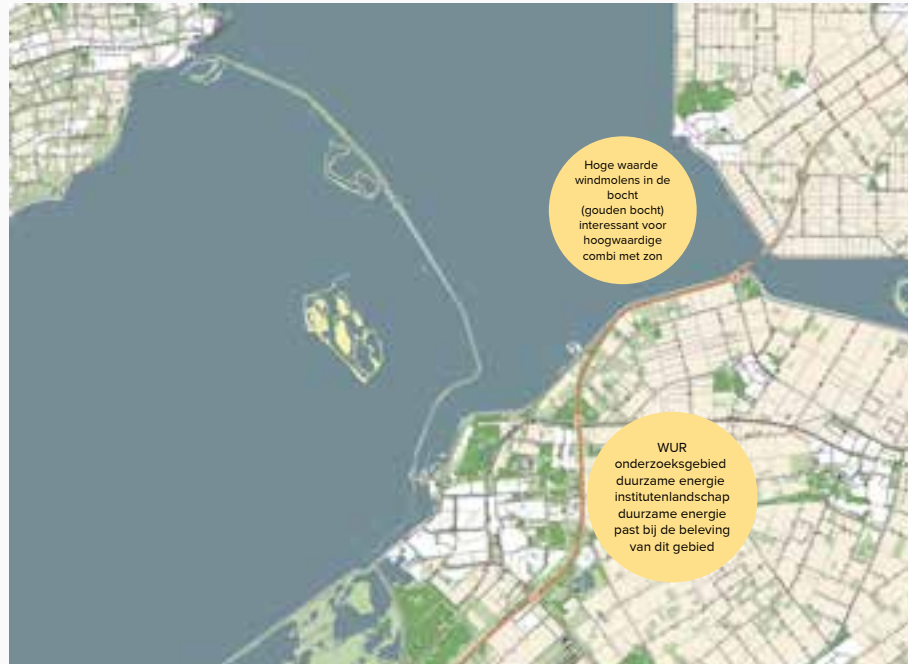 Hoge waarde
windmolens in de
bocht
(gouden bocht)
interessant voor
hoogwaardige
combi met zon
WUR
onderzoeksgebied
duurzame energie
institutenlandschap
duurzame energie
past bij de beleving
van dit gebied